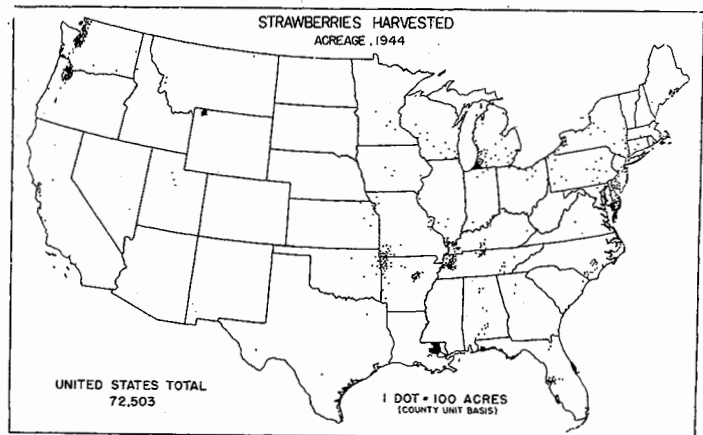 STRAWBERRIES HARVESTED
ACREAGE, 1944
UNITED STATES TOTAL
72,503
1 DOT = 100 ACRES
(COUNTY UNIT BASIS)